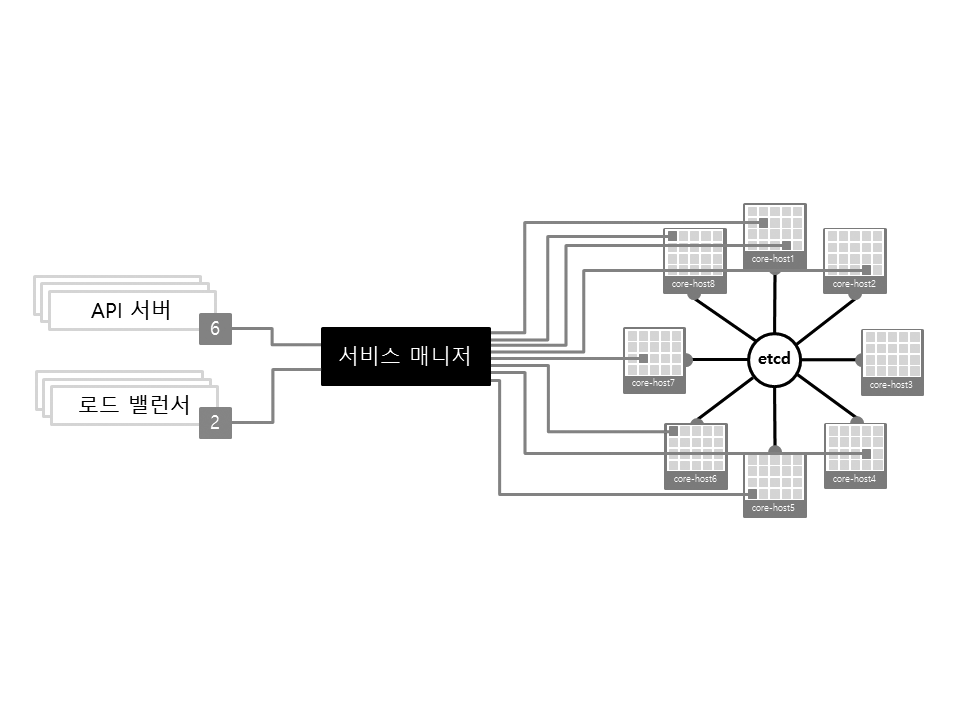 API 서버
6
로드 밸런서
2
서비스 매니저
core-host1
core-host8
core-host2
etcd
core-host7
core-host3
core-host6
core-host4
core-host5